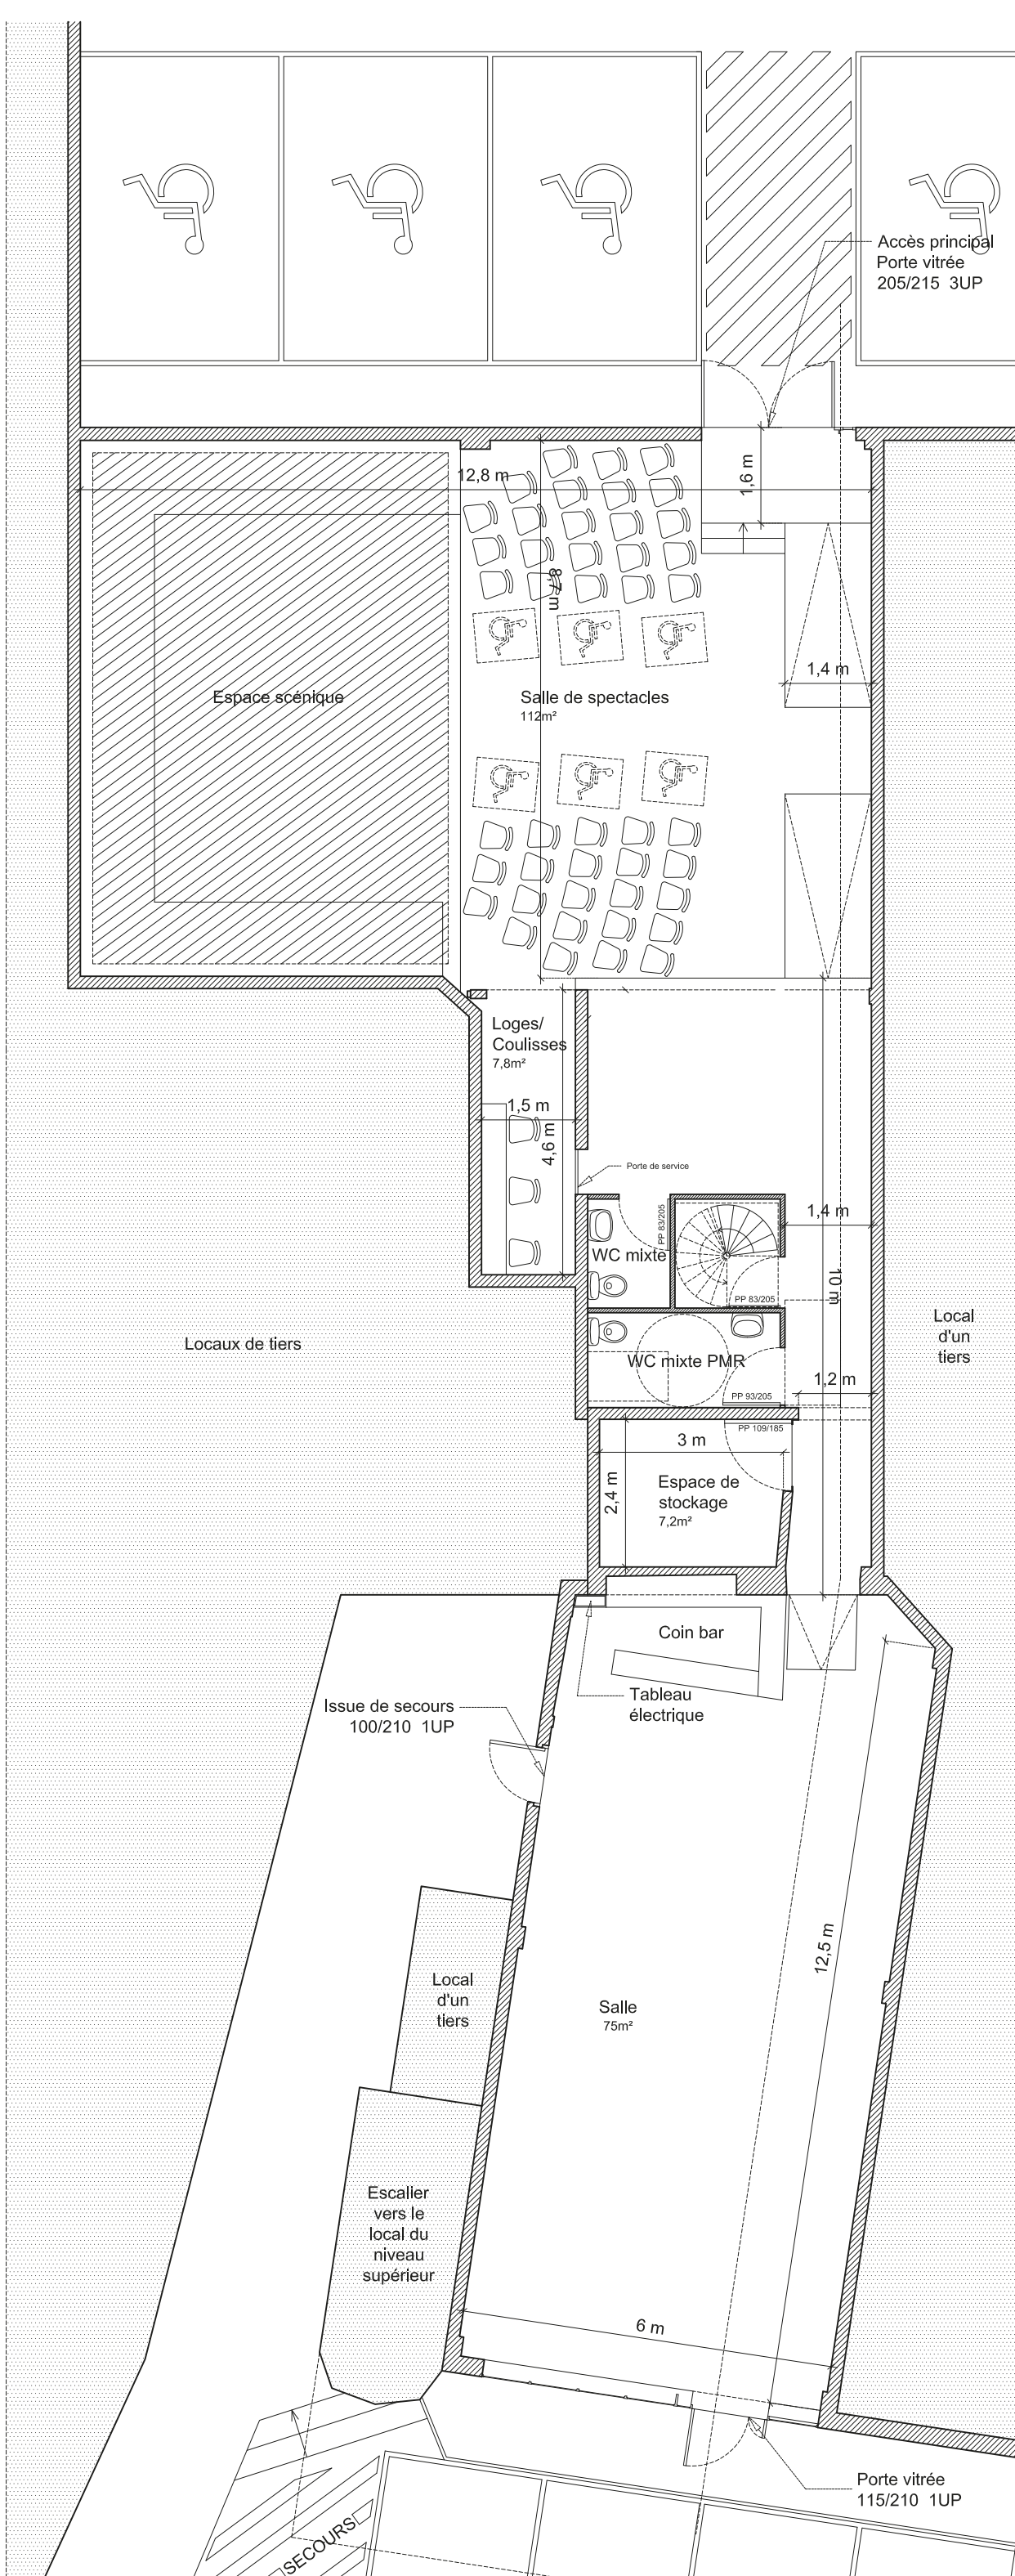 Accès principal
Porte vitrée
205/215 3UP
12,8 m
1,6 m
8,7 m
1,4 m
Espace scénique
Salle de spectacles
112m²
Loges/
Coulisses
7,8m²
1,5 m
4,6 m
Porte de service
PP 83/205
1,4 m
WC mixte
10 m
PP 83/205
Local
d'un
tiers
Locaux de tiers
WC mixte PMR
1,2 m
PP 93/205
PP 109/185
3 m
2,4 m
Espace de
stockage
7,2m²
Coin bar
Tableau
électrique
Issue de secours
100/210 1UP
12,5 m
Local
d'un
tiers
Salle
75m²
Escalier
vers le
local du
niveau
supérieur
6 m
Porte vitrée
115/210 1UP
SECOURS